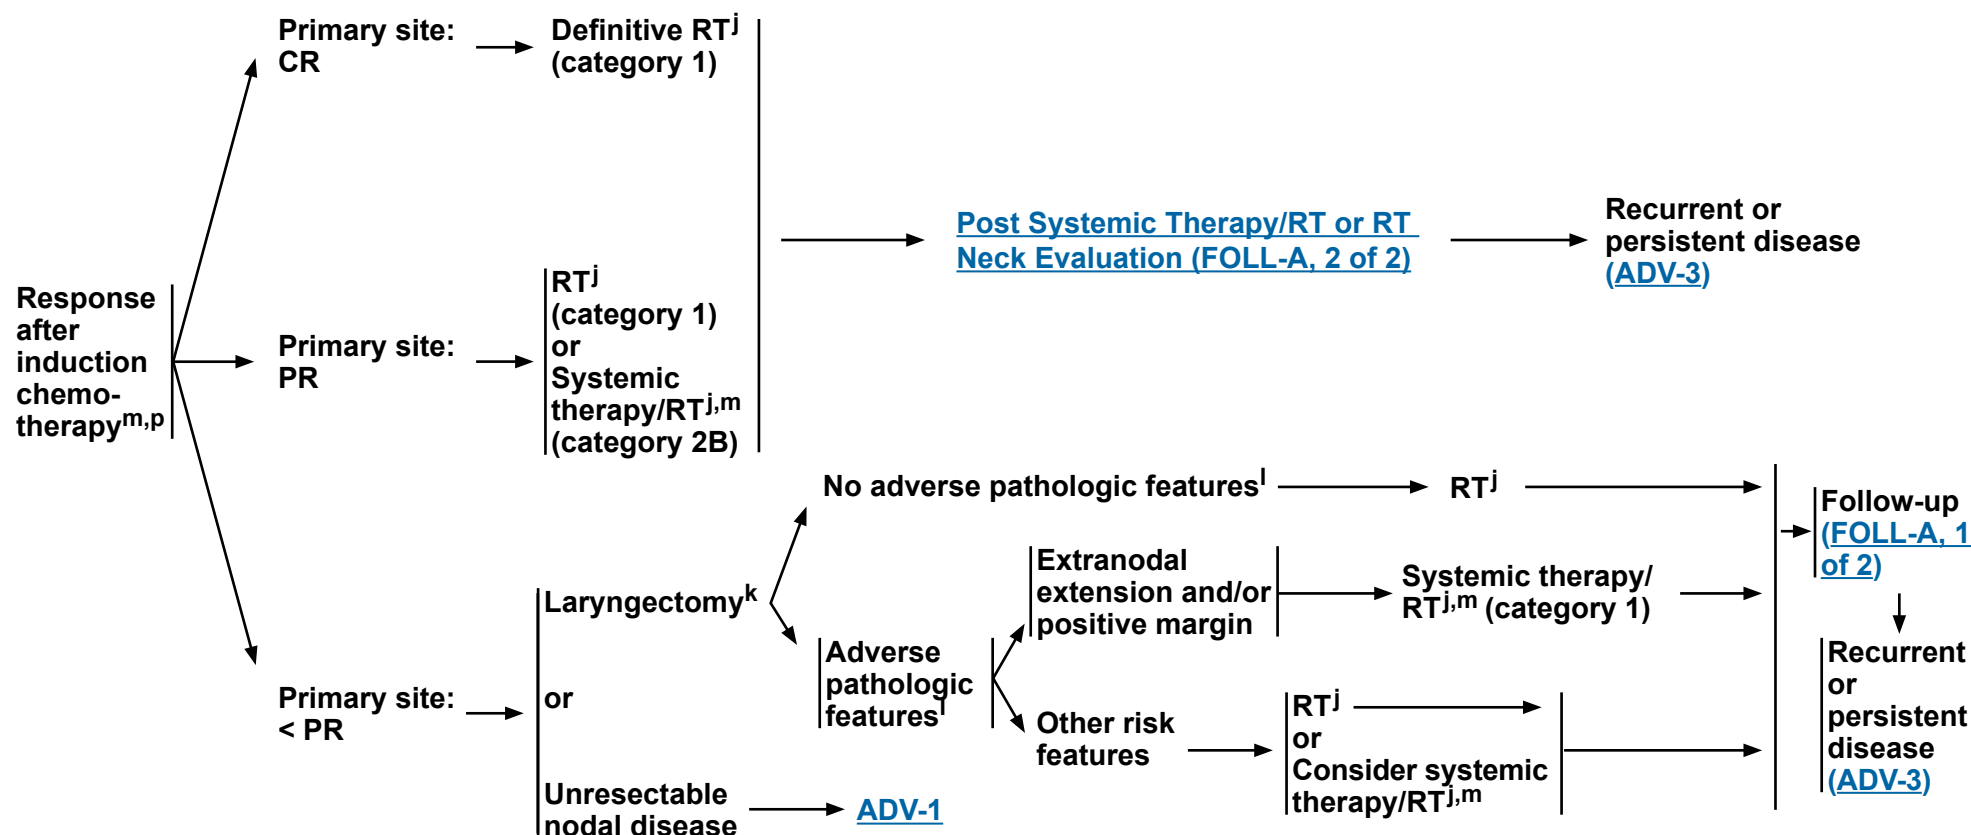 Primary site:
CR
Definitive RTj
(category 1)
Response
after
induction
chemo-
therapym,p
Primary site:
PR
RTj
(category 1)
or
Systemic
therapy/RTj,m
(category 2B)
Post Systemic Therapy/RT or RT
Neck Evaluation (FOLL-A, 2 of 2)
Recurrent or
persistent disease
(ADV-3)
Primary site:
< PR
Laryngectomyk
or
Unresectable
nodal disease
ADV-1
No adverse pathologic featuresl
RTj
Adverse
pathologic
featuresl
Extranodal
extension and/or
positive margin
Systemic therapy/
RTj,m (category 1)
Other risk
features
RTj
or
Consider systemic
therapy/RTj,m
Follow-up
(FOLL-A, 1
of 2)
Recurrent
or
persistent
disease
(ADV-3)